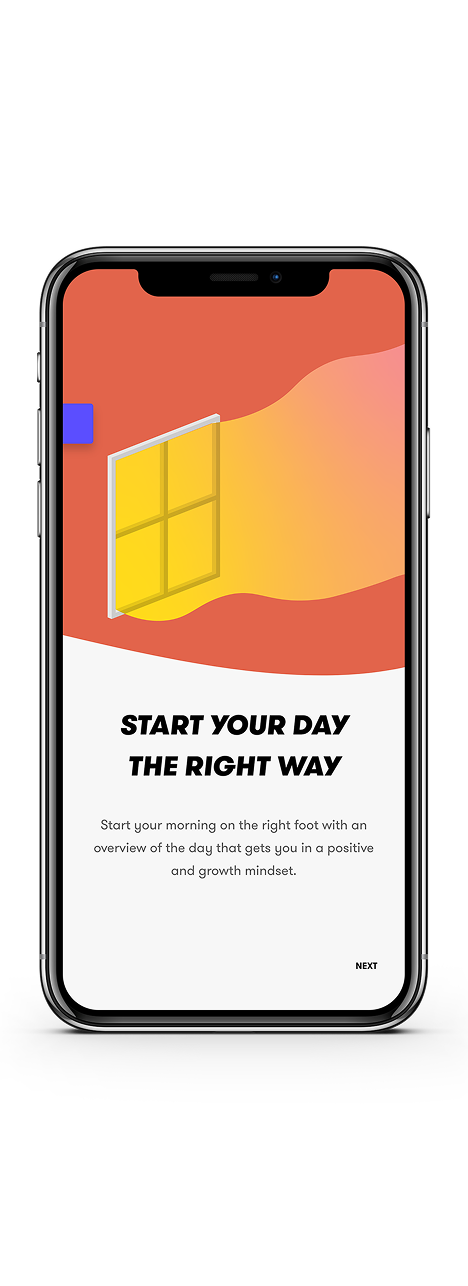 START YOUR DAY
THE RIGHT WAY
Start your morning on the right foot with an
overview of the day that gets you in a positive
and growth mindset.
NEXT